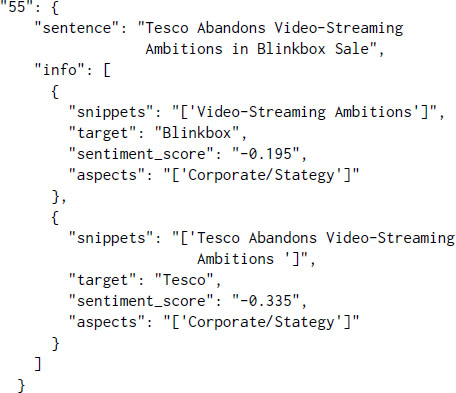 "55": {
"sentence": "Tesco Abandons Video-Streaming
Ambitions in Blinkbox Sale",
"info": [
{
"snippets": "['Video-Streaming Ambitions']",
"target": "Blinkbox",
"sentiment_score": "-0.195",
"aspects": "['Corporate/Stategy']"
},
{
"snippets": "['Tesco Abandons Video-Streaming
Ambitions ']",
"target": "Tesco",
"sentiment_score": "-0.335",
"aspects": "['Corporate/Stategy']"
}
]
}